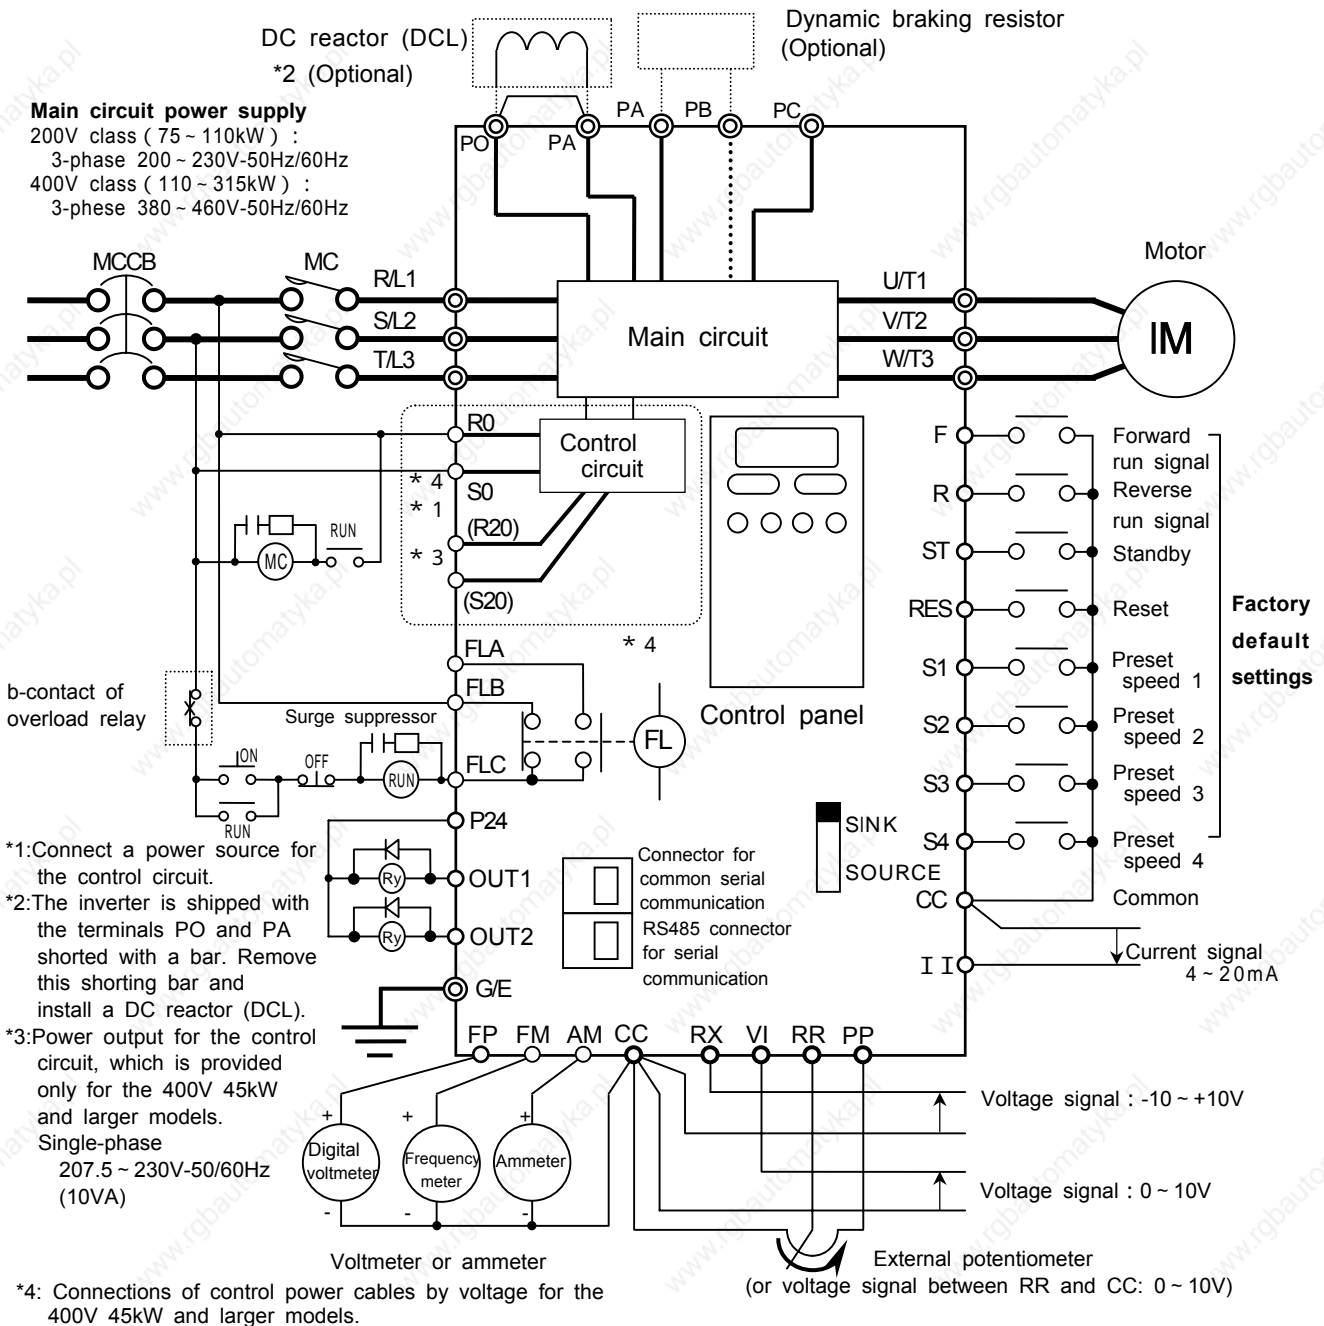 DC reactor (DCL)
*2 (Optional)
Dynamic braking resistor
(Optional)
Main circuit power supply
200V class ( 75 ~ 110kW ) :
3-phase 200 ~ 230V-50Hz/60Hz
400V class ( 110 ~ 315kW ) :
3-phese 380 ~ 460V-50Hz/60Hz
PO
PA
PA
PB
PC
MCCB
MC
R/L1
S/L2
T/L3
Main circuit
U/T1
V/T2
W/T3
Motor
IM
R0
S0
(R20)
(S20)
* 4
* 1
* 3
* 4
Control
circuit
MC
RUN
FLA
FLB
FLC
FL
b-contact of
overload relay
Surge suppressor
ON
OFF
RUN
RUN
Control panel
F
R
ST
RES
S1
S2
S3
S4
CC
II
Forward
run signal
Reverse
run signal
Standby
Reset
Preset
speed 1
Preset
speed 2
Preset
speed 3
Preset
speed 4
Common
Factory
default
settings
Current signal
4 ~ 20mA
SINK
SOURCE
P24
OUT1
OUT2
Ry
Ry
G/E
Connector for
common serial
communication
RS485 connector
for serial
communication
*1:Connect a power source for
the control circuit.
*2:The inverter is shipped with
the terminals PO and PA
shorted with a bar. Remove
this shorting bar and
install a DC reactor (DCL).
*3:Power output for the control
circuit, which is provided
only for the 400V 45kW
and larger models.
Single-phase
207.5 ~ 230V-50/60Hz
(10VA)
FP
FM
AM
CC
RX
VI
RR
PP
+
+
+
Digital
voltmeter
Frequency
meter
Ammeter
-
-
-
Voltage signal : -10 ~ +10V
Voltage signal : 0 ~ 10V
Voltmeter or ammeter
External potentiometer
(or voltage signal between RR and CC: 0 ~ 10V)
*4: Connections of control power cables by voltage for the
400V 45kW and larger models.
www.rgbautomatyka.pl